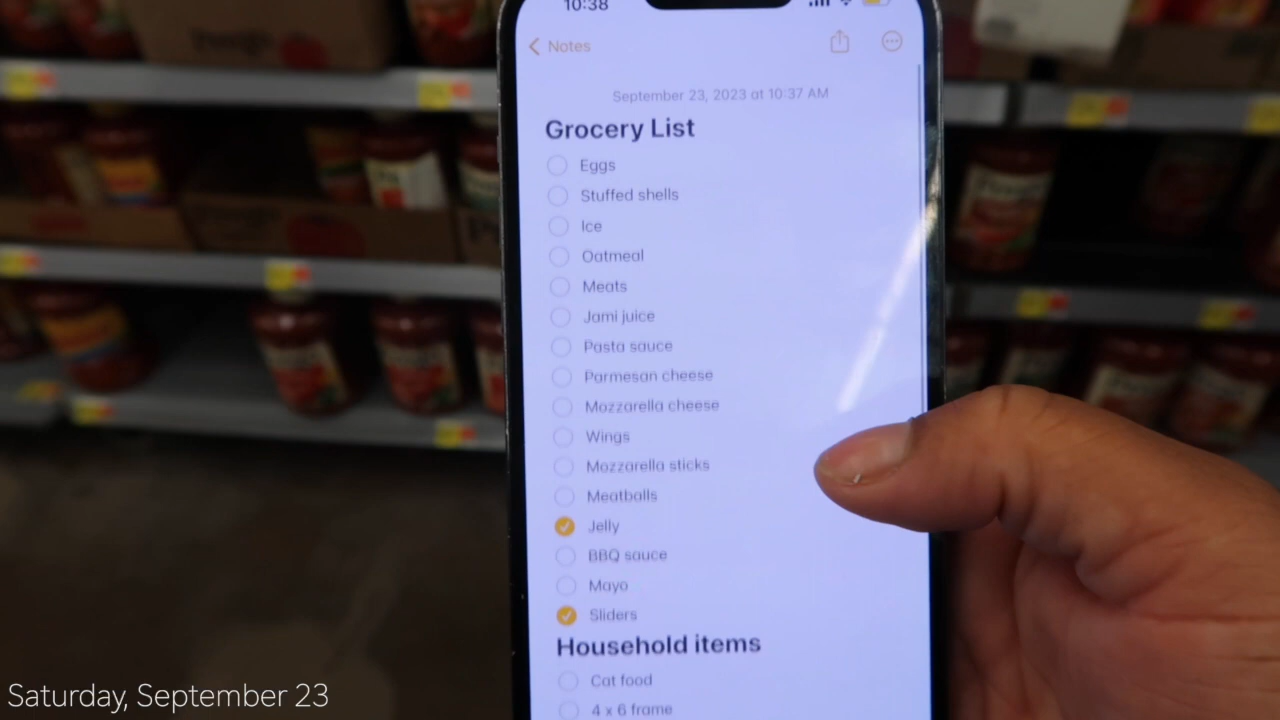 10:38
Notes
September 23, 2023 at 10:37 AM
Grocery List
Eggs
Stuffed shells
Ice
Oatmeal
Meats
Jami juice
Pasta sauce
Parmesan cheese
Mozzarella cheese
Wings
Mozzarella sticks
Meatballs
Jelly
BBQ sauce
Mayo
Sliders
Household items
Cat food
4 x 6 frame
Saturday, September 23